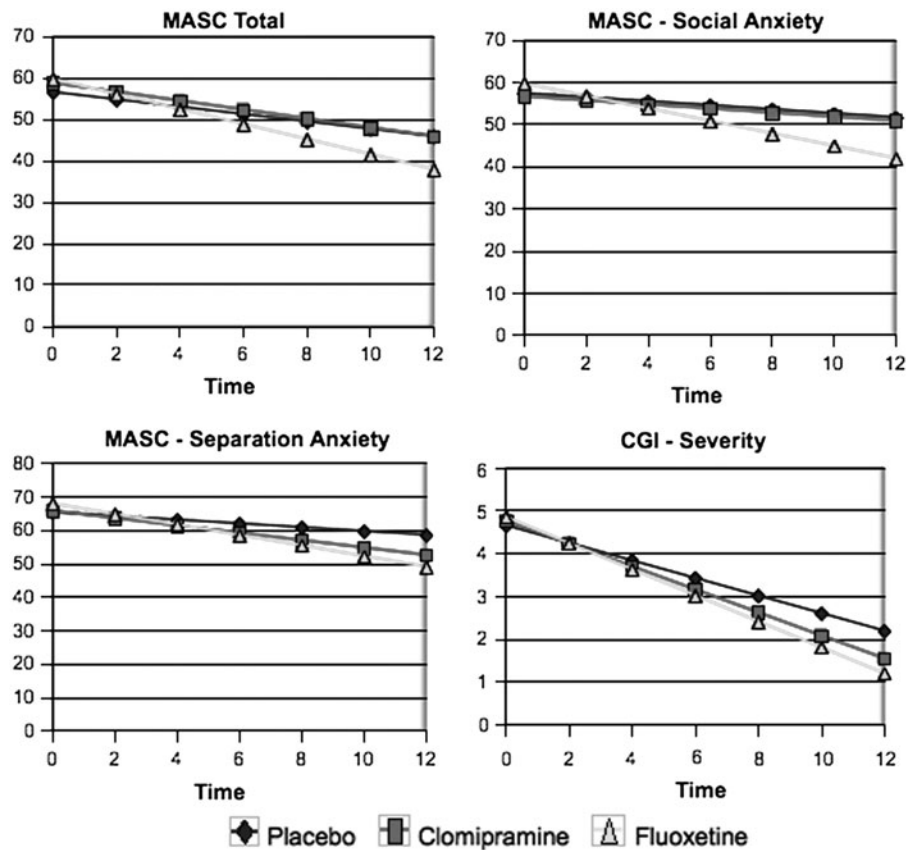 MASC Total
70
60
50
40
30
20
10
0
0 2 4 6 8 10 12
Time
MASC - Social Anxiety
70
60
50
40
30
20
10
0
0 2 4 6 8 10 12
Time
MASC - Separation Anxiety
80
70
60
50
40
30
20
10
0
0 2 4 6 8 10 12
Time
CGI - Severity
6
5
4
3
2
1
0
0 2 4 6 8 10 12
Time
Placebo Clomipramine Fluoxetine